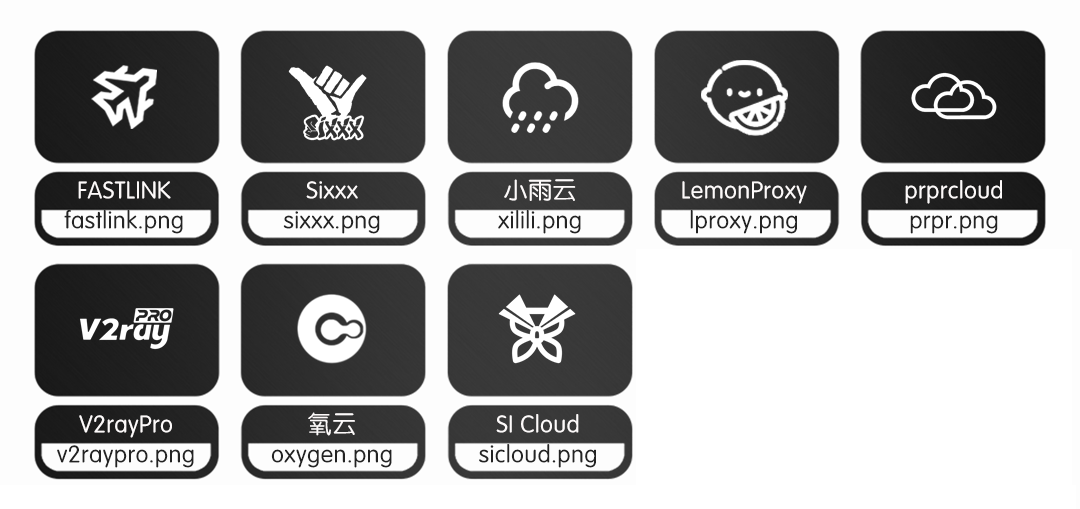 SIXXX
FASTLINK
fastlink.png
Sixxx
sixxx.png
小雨云
xilili.png
LemonProxy
lproxy.png
prprcloud
prpr.png
V2ray PRO
V2rayPro
v2raypro.png
氧云
oxygen.png
SI Cloud
sicloud.png